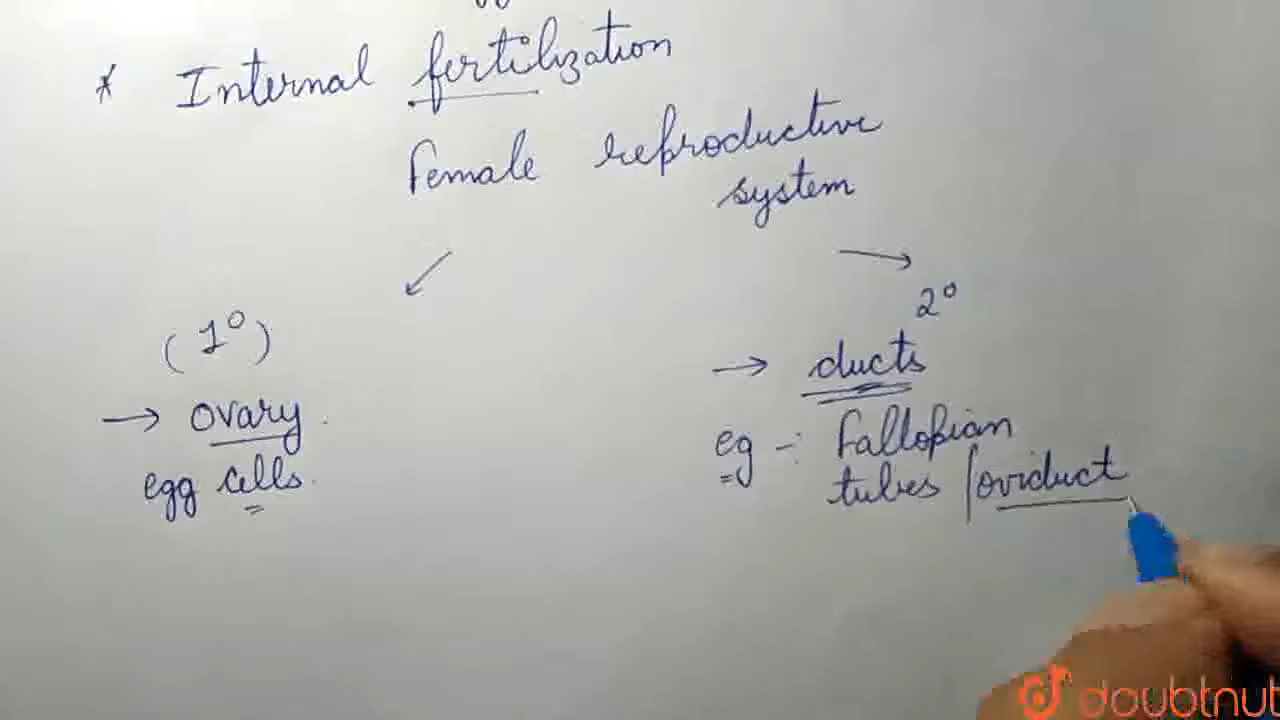 * Internal fertilization
Female reproductive
system
(1°)
→ ovary
egg cells
2°
→ ducts
eg -: Fallopian
tubes / oviduct
doubtnut